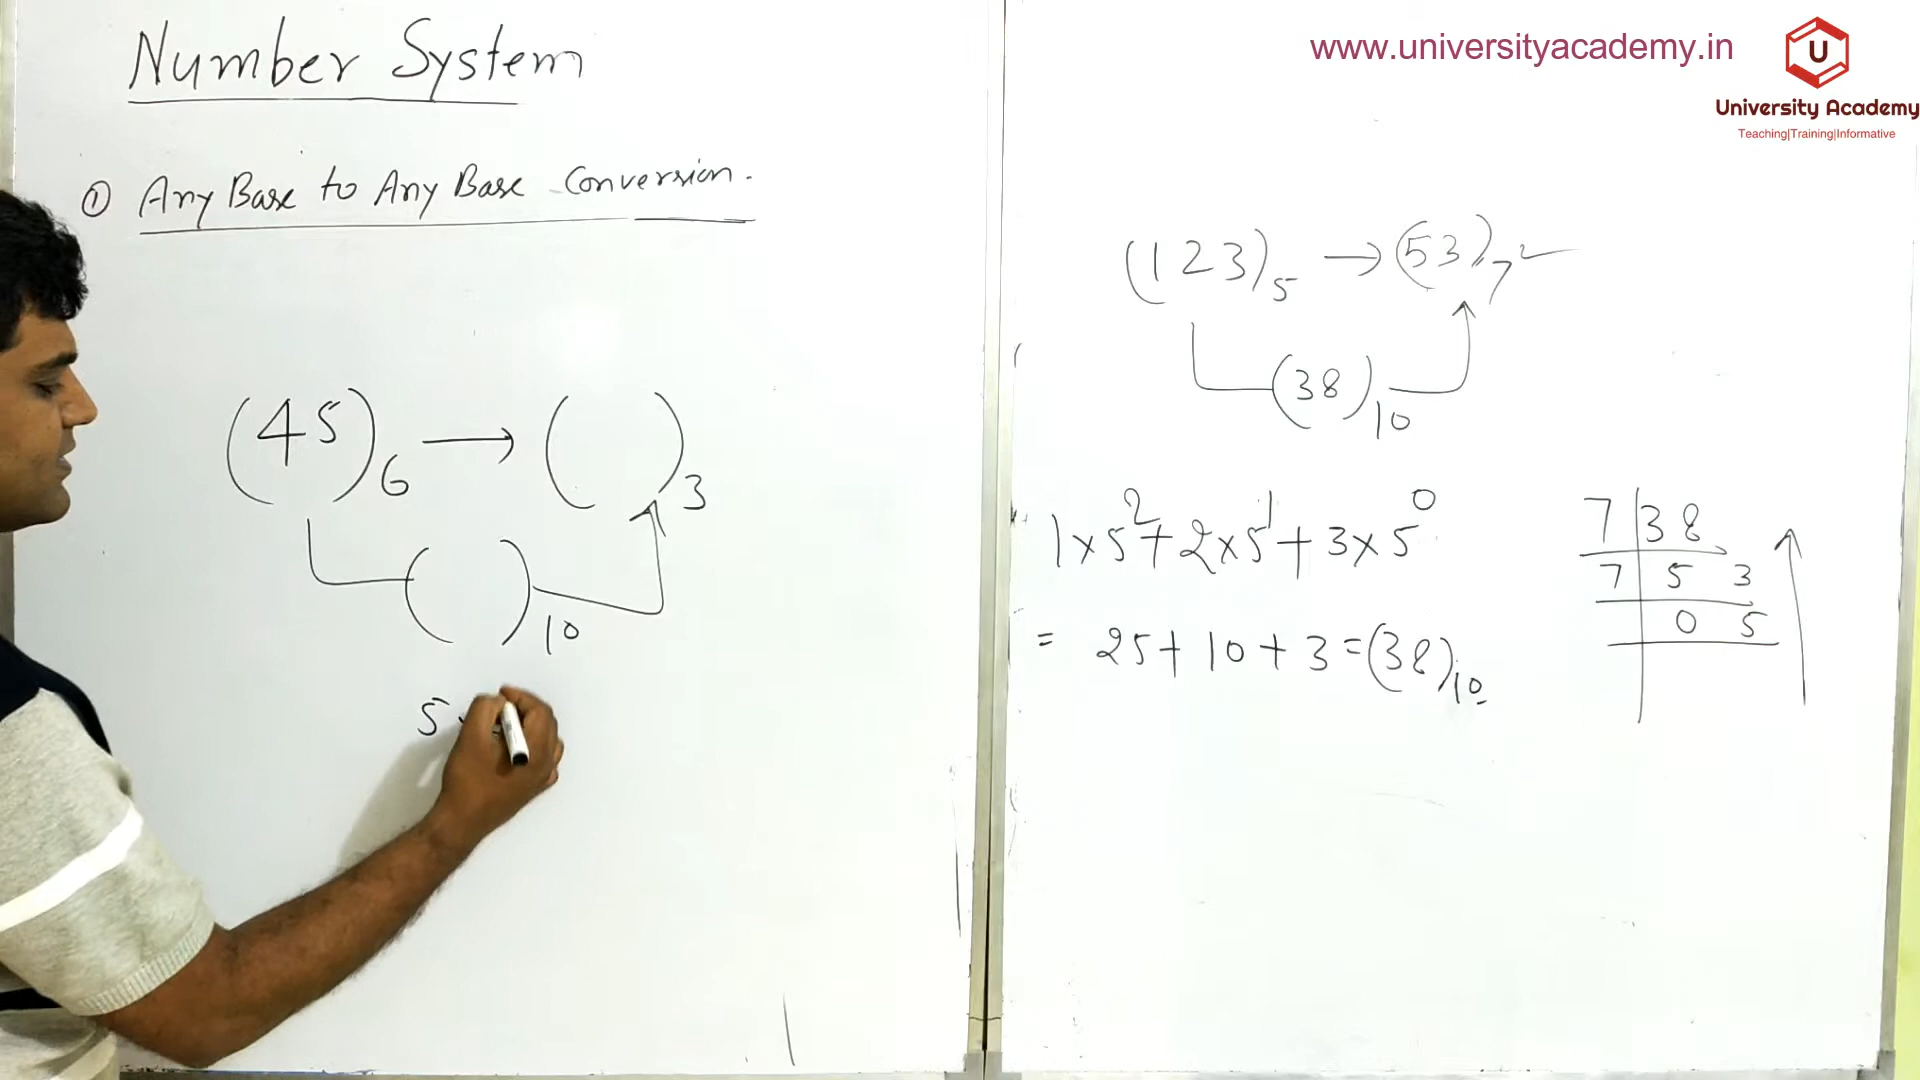 Number System
① Any Base to Any Base Conversion.
(45)₆ → ( )₃
( )₁₀
5
www.universityacademy.in
U
University Academy
Teaching|Training|Informative
(123)₅ → (53)₇
(38)₁₀
1×5²+2×5¹+3×5⁰
= 25+10+3=(38)₁₀
7 38
7 5 3
0 5